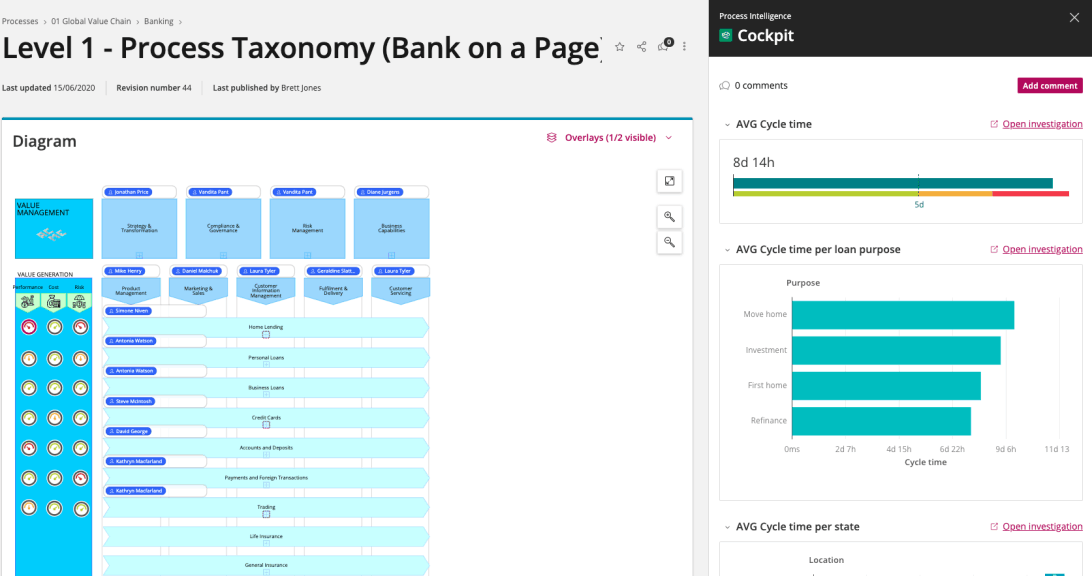 Processes > 01 Global Value Chain > Banking >
Level 1 - Process Taxonomy (Bank on a Page)
0
Last updated 15/06/2020
Revision number 44
Last published by Brett Jones
Diagram
Overlays (1/2 visible)
VALUE
MANAGEMENT
Jonathan Price
Vandita Pant
Vandita Pant
Diane Jurgens
Strategy &
Transformation
Compliance &
Governance
Risk
Management
Business
Capabilities
VALUE GENERATION
Performance
Cost
Risk
Mike Henry
Daniel Malchuk
Laura Tyler
Geraldine Slatt...
Laura Tyler
Product
Management
Marketing &
Sales
Customer
Information
Management
Fulfilment &
Delivery
Customer
Servicing
Simone Niven
Home Lending
Antonia Watson
Personal Loans
Antonia Watson
Business Loans
Steve McIntosh
Credit Cards
David George
Accounts and Deposits
Kathryn Macfarland
Payments and Foreign Transactions
Kathryn Macfarland
Trading
Life Insurance
General Insurance
Process Intelligence
Cockpit
0 comments
Add comment
AVG Cycle time
Open investigation
8d 14h
5d
AVG Cycle time per loan purpose
Open investigation
Purpose
Move home
Investment
First home
Refinance
0ms
2d 7h
4d 15h
6d 22h
9d 6h
11d 13
Cycle time
AVG Cycle time per state
Open investigation
Location